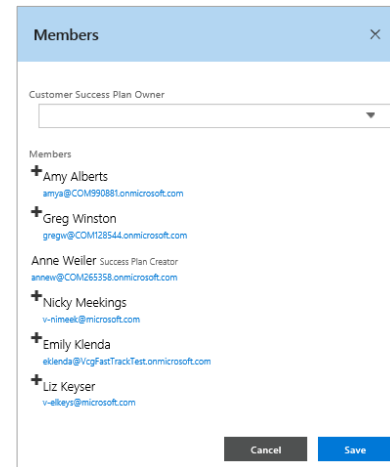 Members
Customer Success Plan Owner
Members
Amy Alberts
amya@COM990881.onmicrosoft.com
Greg Winston
gregw@COM128544.onmicrosoft.com
Anne Weiler Success Plan Creator
annew@COM265358.onmicrosoft.com
Nicky Meekings
v-nimeek@microsoft.com
Emily Klenda
eklenda@VcgFastTrackTest.onmicrosoft.com
Liz Keyser
v-elkeys@microsoft.com
Cancel Save